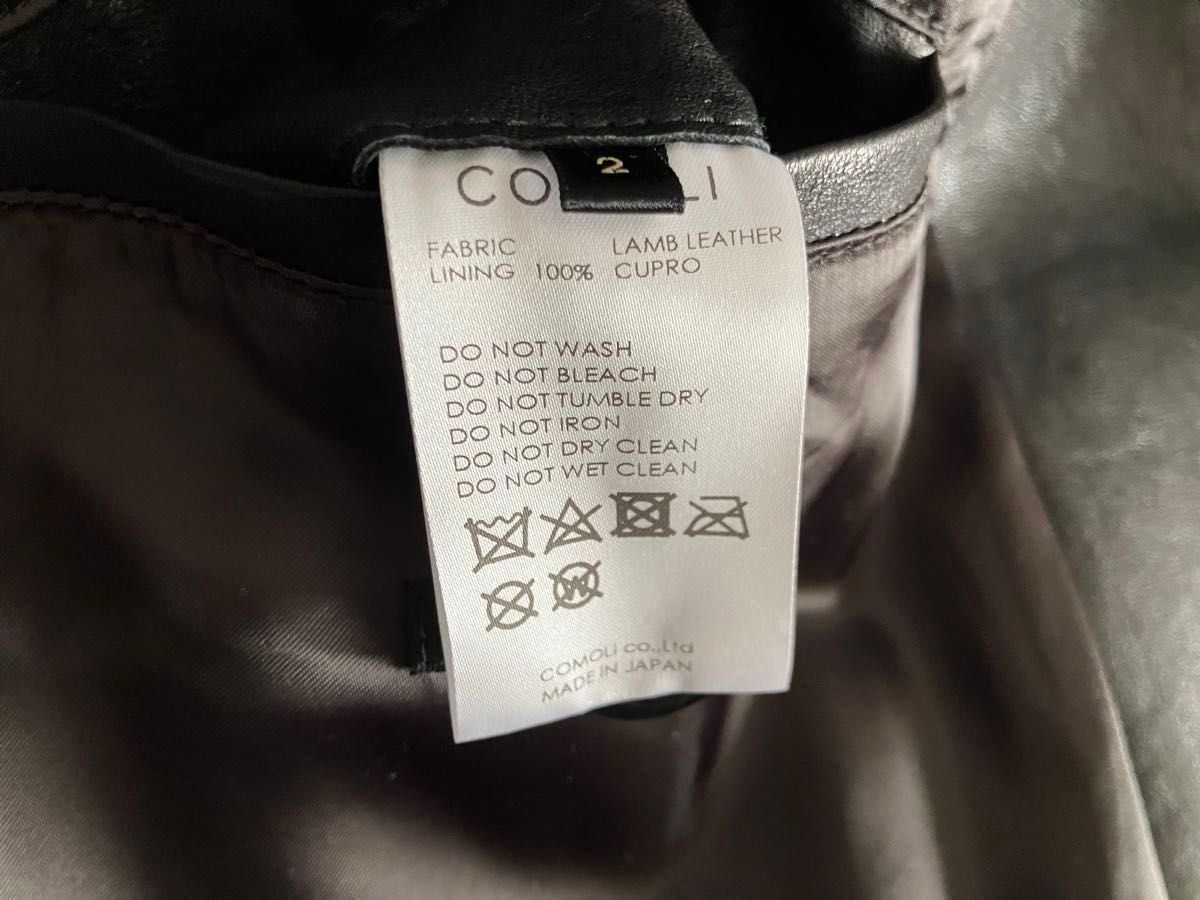 2
CO LI
FABRIC LAMB LEATHER
LINING 100% CUPRO
DO NOT WASH
DO NOT BLEACH
DO NOT TUMBLE DRY
DO NOT IRON
DO NOT DRY CLEAN
DO NOT WET CLEAN
W
COMOLI co.,Ltd
MADE IN JAPAN